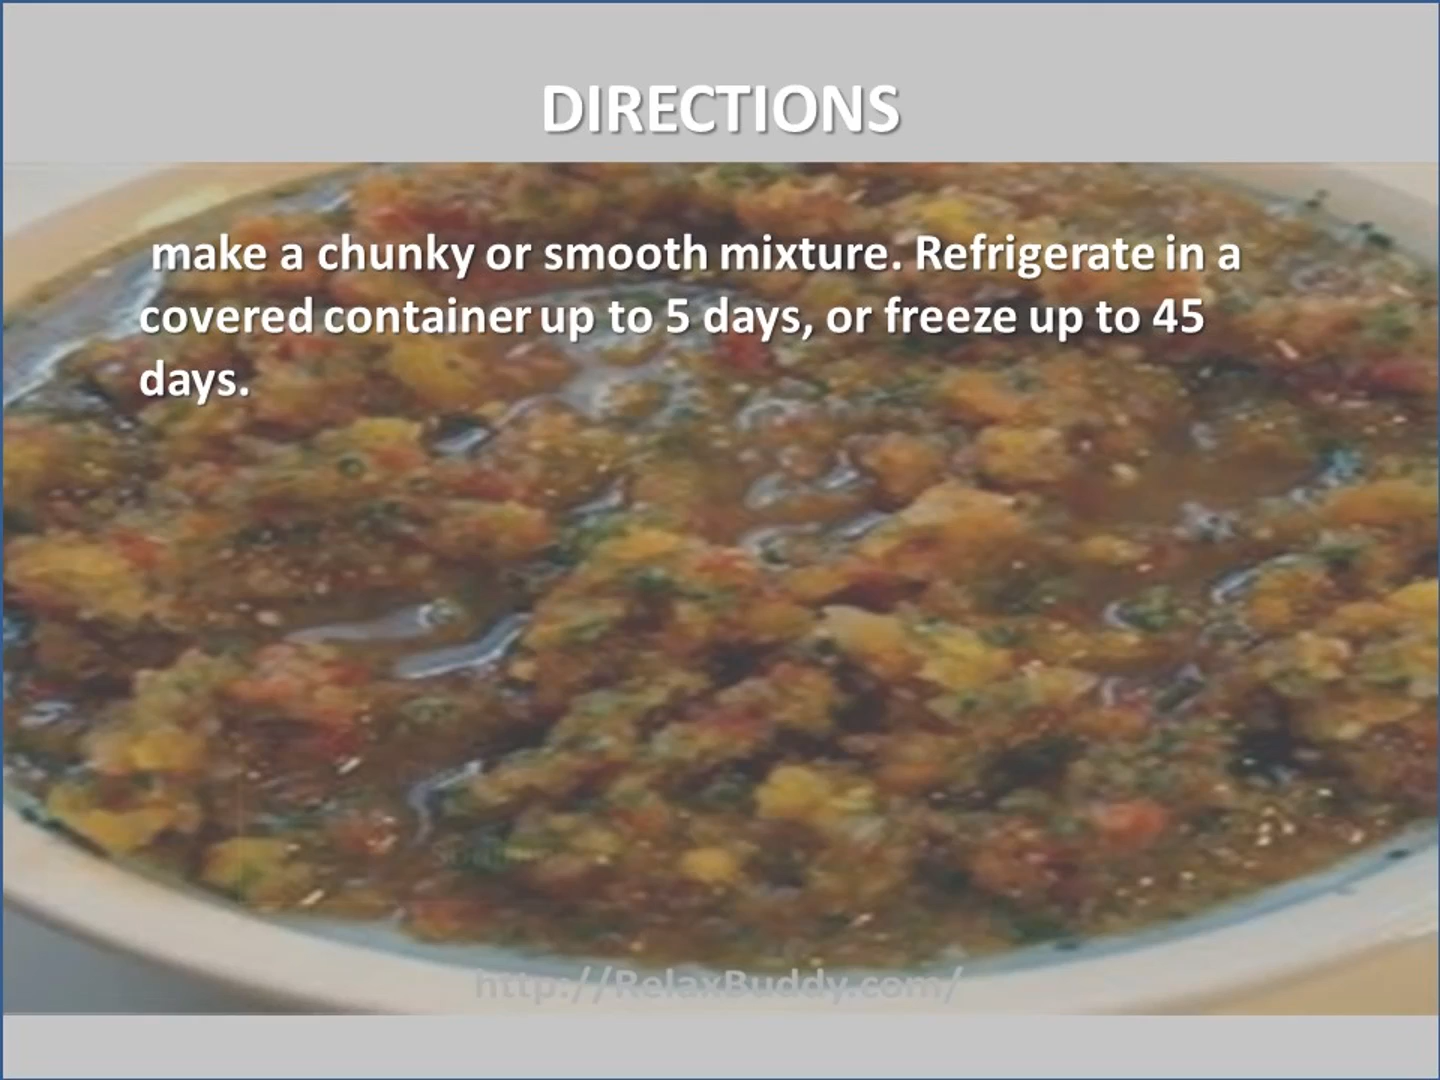 DIRECTIONS
make a chunky or smooth mixture. Refrigerate in a
covered container up to 5 days, or freeze up to 45
days.
http://RelaxBuddy.com/